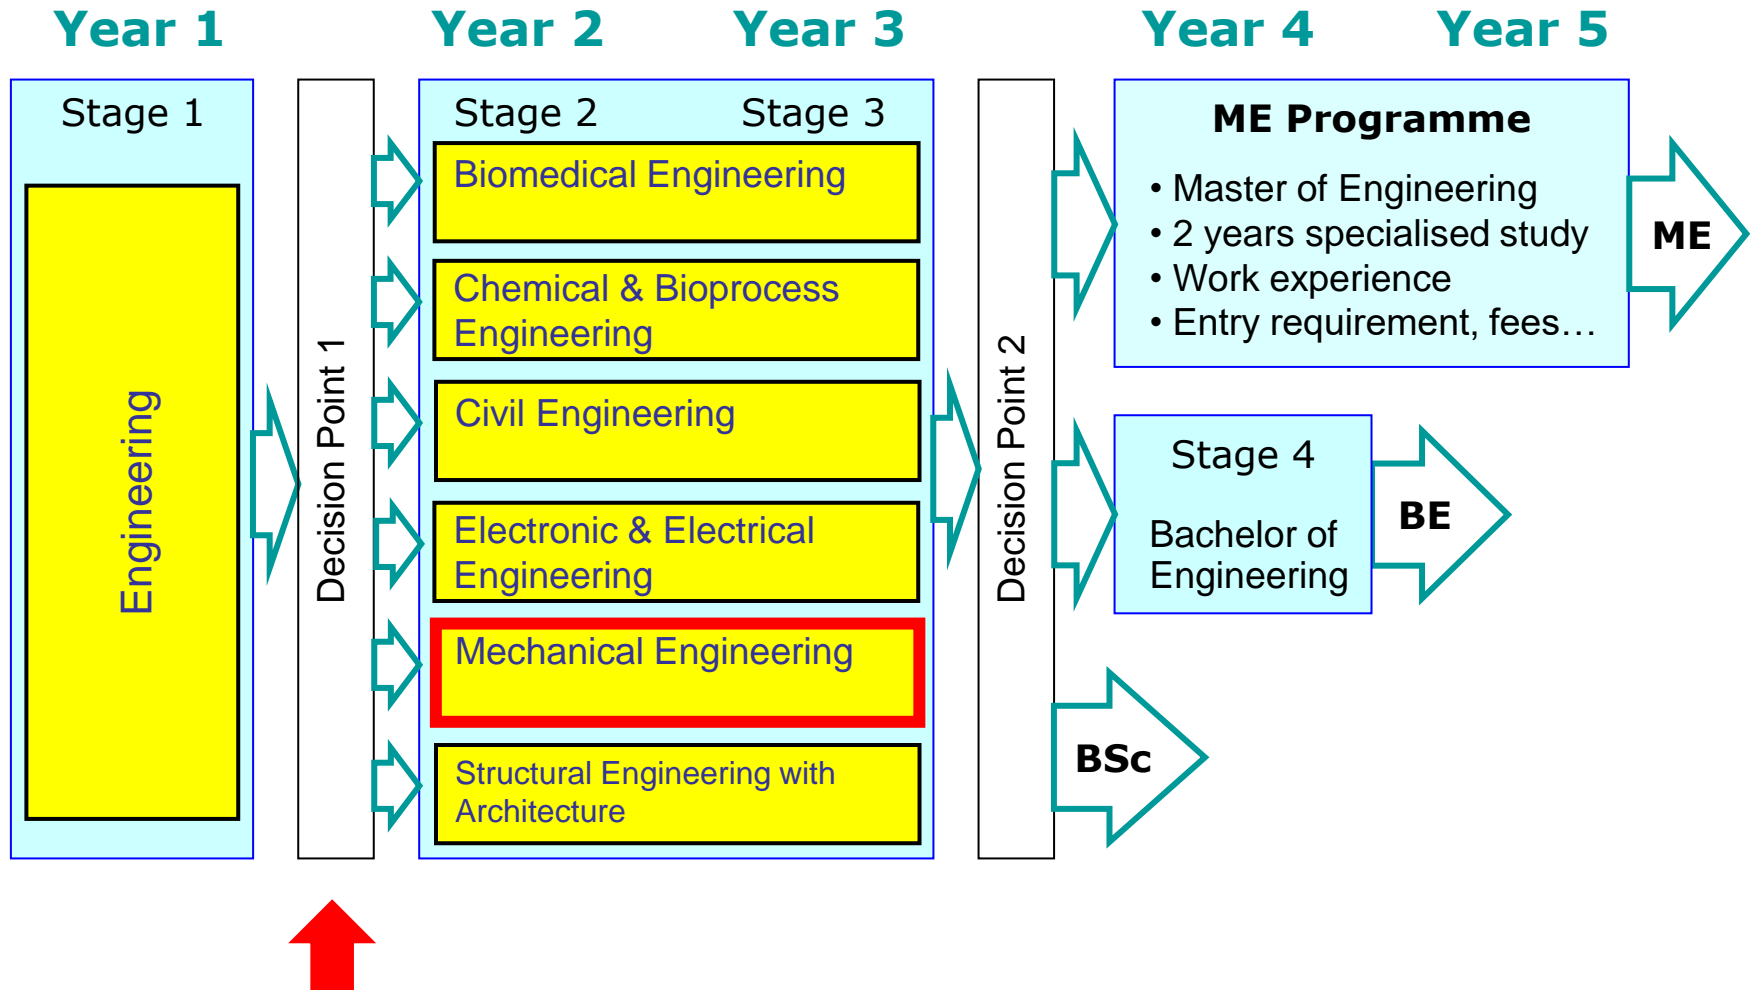 Year 1
Year 2
Year 3
Year 4
Year 5
Stage 1
Engineering
Decision Point 1
Stage 2
Stage 3
Biomedical Engineering
Chemical & Bioprocess
Engineering
Civil Engineering
Electronic & Electrical
Engineering
Mechanical Engineering
Structural Engineering with
Architecture
Decision Point 2
ME Programme
• Master of Engineering
• 2 years specialised study
• Work experience
• Entry requirement, fees…
ME
Stage 4
Bachelor of
Engineering
BE
BSc